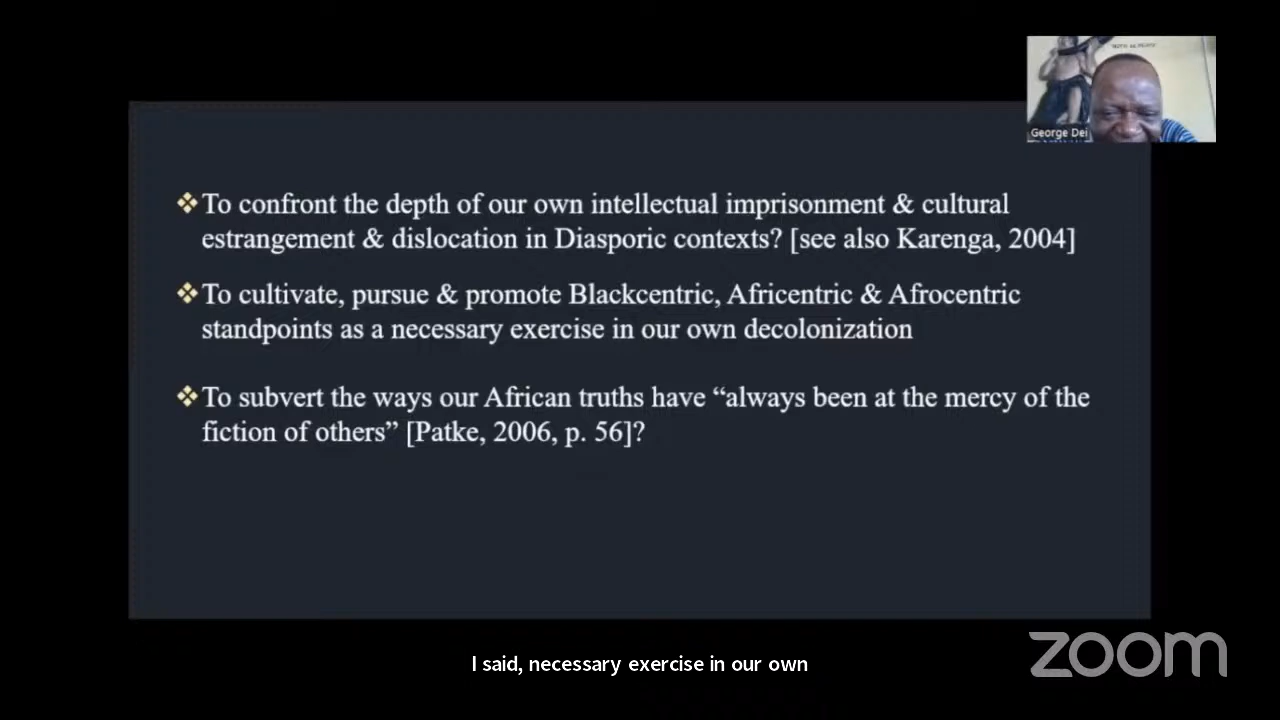 George Dei
❖To confront the depth of our own intellectual imprisonment & cultural
estrangement & dislocation in Diasporic contexts? [see also Karenga, 2004]
❖To cultivate, pursue & promote Blackcentric, Africentric & Afrocentric
standpoints as a necessary exercise in our own decolonization
❖To subvert the ways our African truths have “always been at the mercy of the
fiction of others” [Patke, 2006, p. 56]?
I said, necessary exercise in our own
zoom